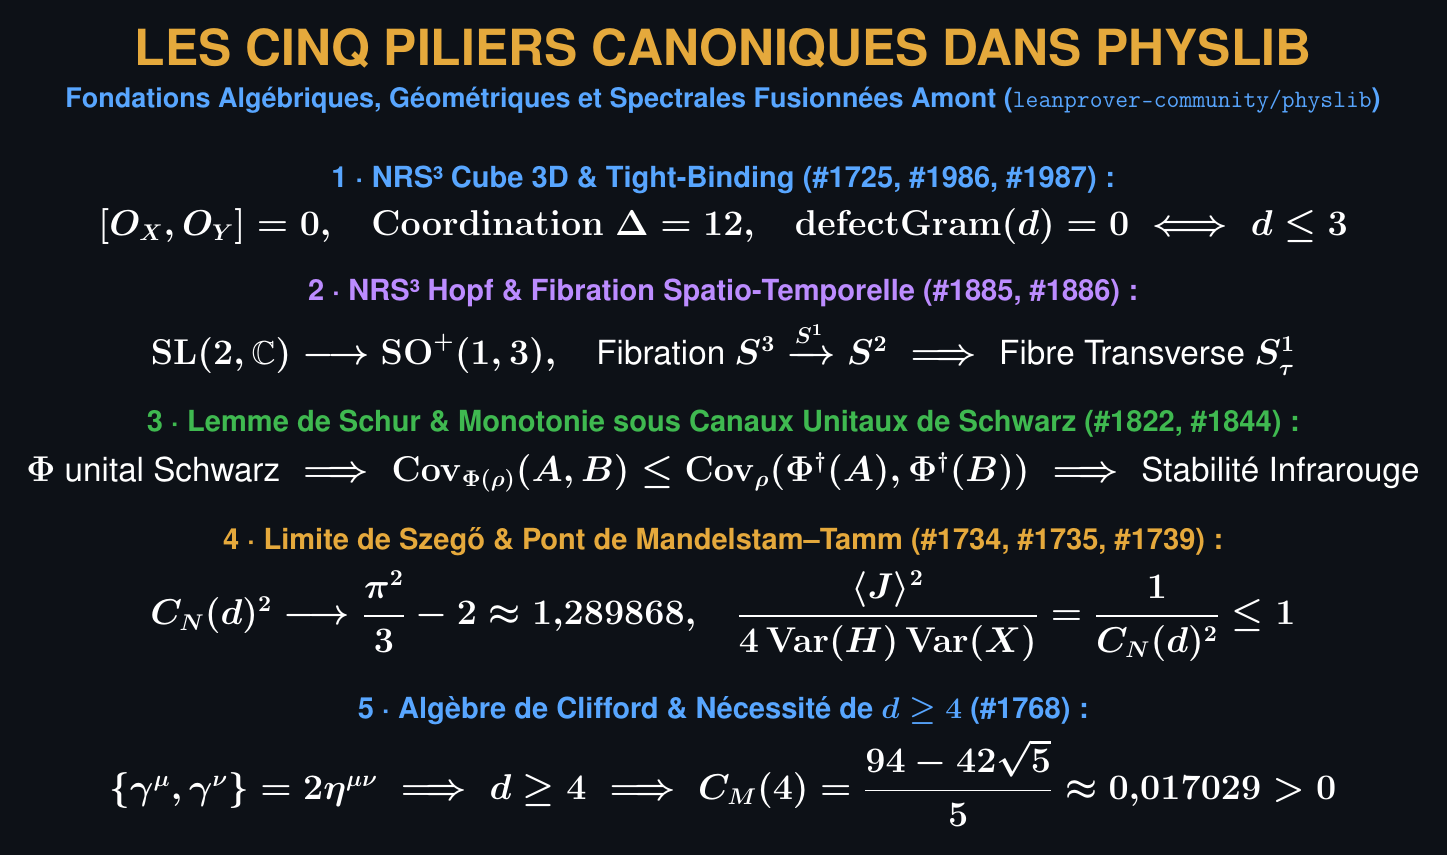 LES CINQ PILIERS CANONIQUES DANS PHYSLIB
Fondations Algébriques, Géométriques et Spectrales Fusionnées Amont (leanprover-community/physlib)
1 · NRS³ Cube 3D & Tight-Binding (#1725, #1986, #1987) :
[O_X, O_Y] = 0, Coordination Δ = 12, defectGram(d) = 0 ⟺ d ≤ 3
2 · NRS³ Hopf & Fibration Spatio-Temporelle (#1885, #1886) :
SL(2, ℂ) ⟶ SO⁺(1, 3), Fibration S³ —S¹→ S² ⟹ Fibre Transverse S¹_τ
3 · Lemme de Schur & Monotonie sous Canaux Unitaux de Schwarz (#1822, #1844) :
Φ unital Schwarz ⟹ Cov_Φ(ρ)(A, B) ≤ Cov_ρ(Φ†(A), Φ†(B)) ⟹ Stabilité Infrarouge
4 · Limite de Szegő & Pont de Mandelstam–Tamm (#1734, #1735, #1739) :
C_N(d)² ⟶ π²/3 − 2 ≈ 1,289868, ⟨J⟩²/(4 Var(H) Var(X)) = 1/C_N(d)² ≤ 1
5 · Algèbre de Clifford & Nécessité de d ≥ 4 (#1768) :
{γ^μ, γ^ν} = 2η^μν ⟹ d ≥ 4 ⟹ C_M(4) = (94 − 42√5)/5 ≈ 0,017029 > 0